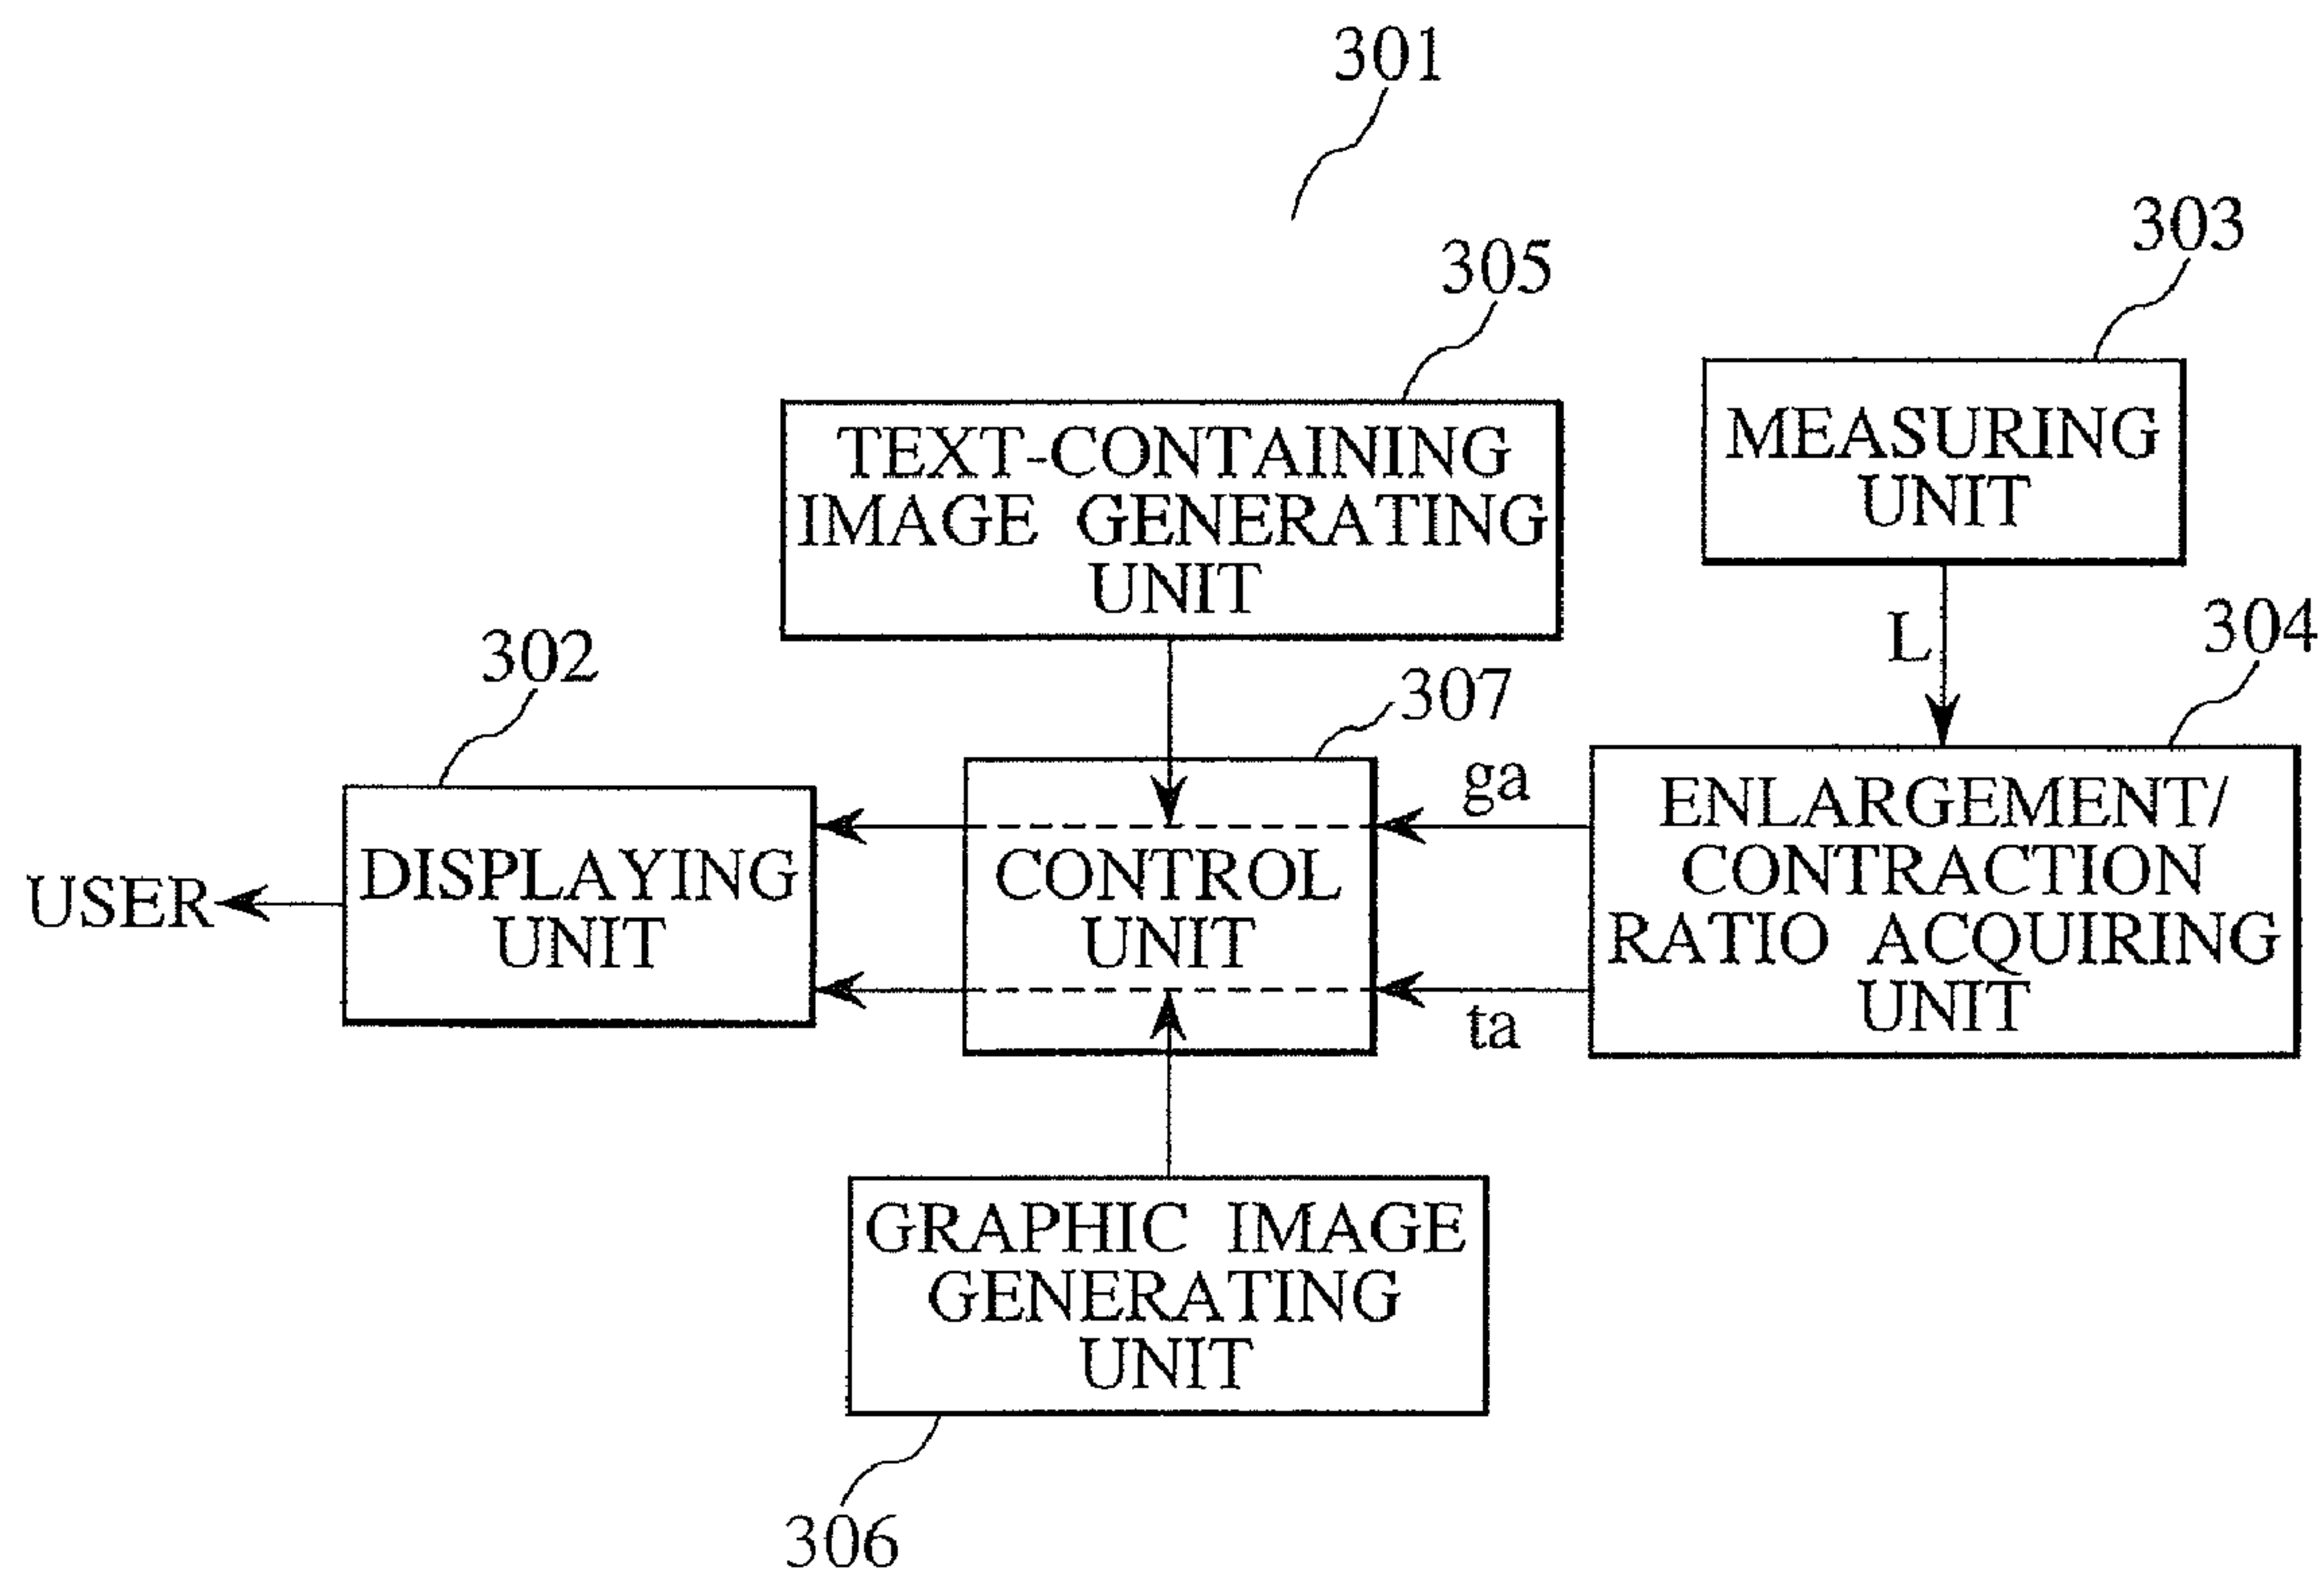 301
303
305
MEASURING
UNIT
TEXT-CONTAINING
IMAGE GENERATING
UNIT
L
304
302
307
ga
ENLARGEMENT/
CONTRACTION
RATIO ACQUIRING
UNIT
CONTROL
UNIT
DISPLAYING
UNIT
USER
ta
GRAPHIC IMAGE
GENERATING
UNIT
306